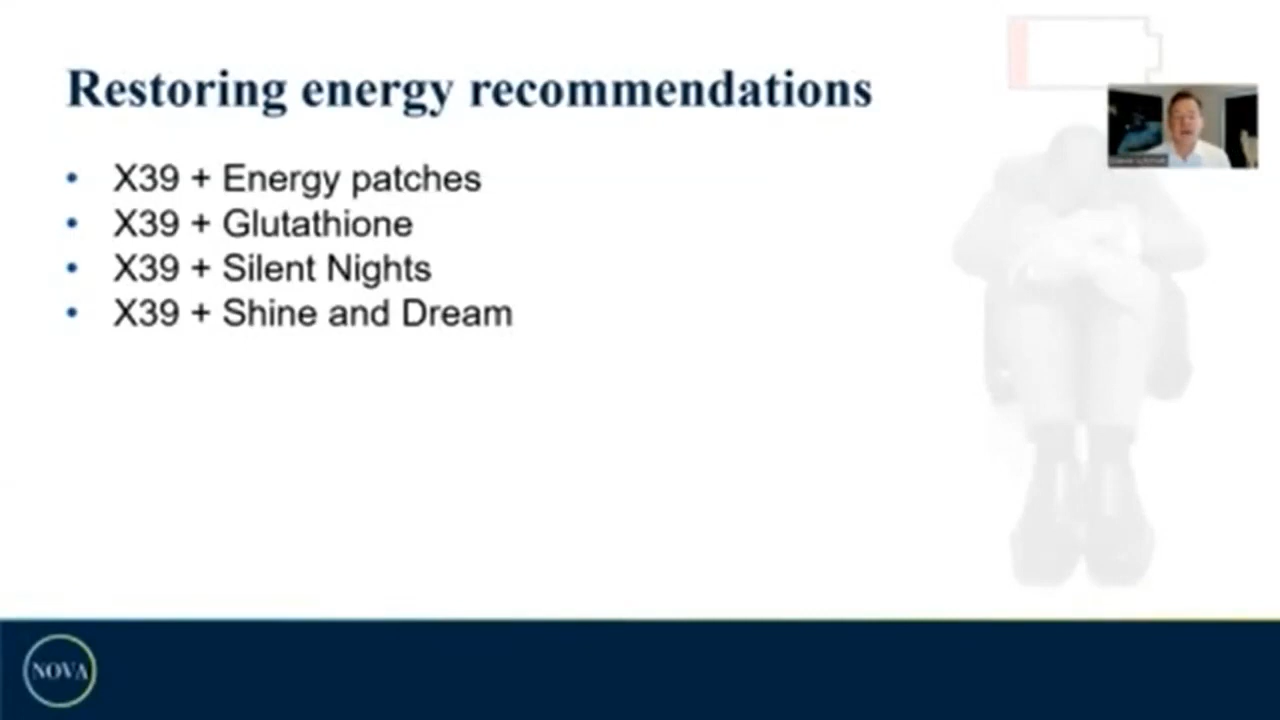 Restoring energy recommendations
• X39 + Energy patches
• X39 + Glutathione
• X39 + Silent Nights
• X39 + Shine and Dream
NOVA